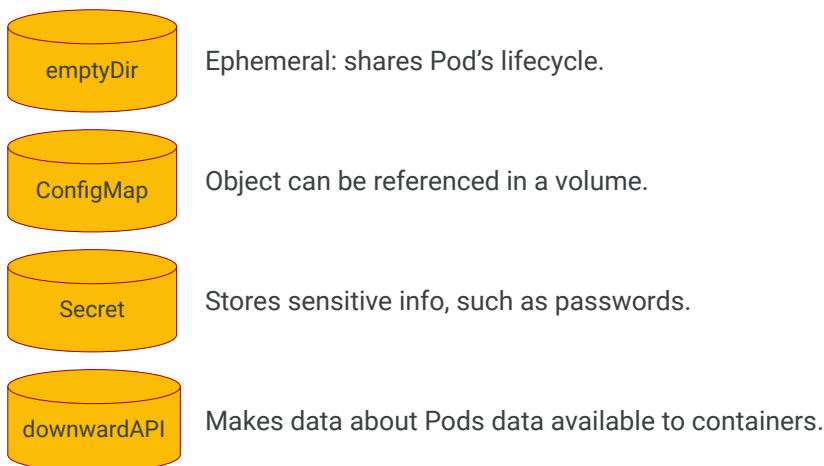 emptyDir
Ephemeral: shares Pod’s lifecycle.
ConfigMap
Object can be referenced in a volume.
Secret
Stores sensitive info, such as passwords.
downwardAPI
Makes data about Pods data available to containers.